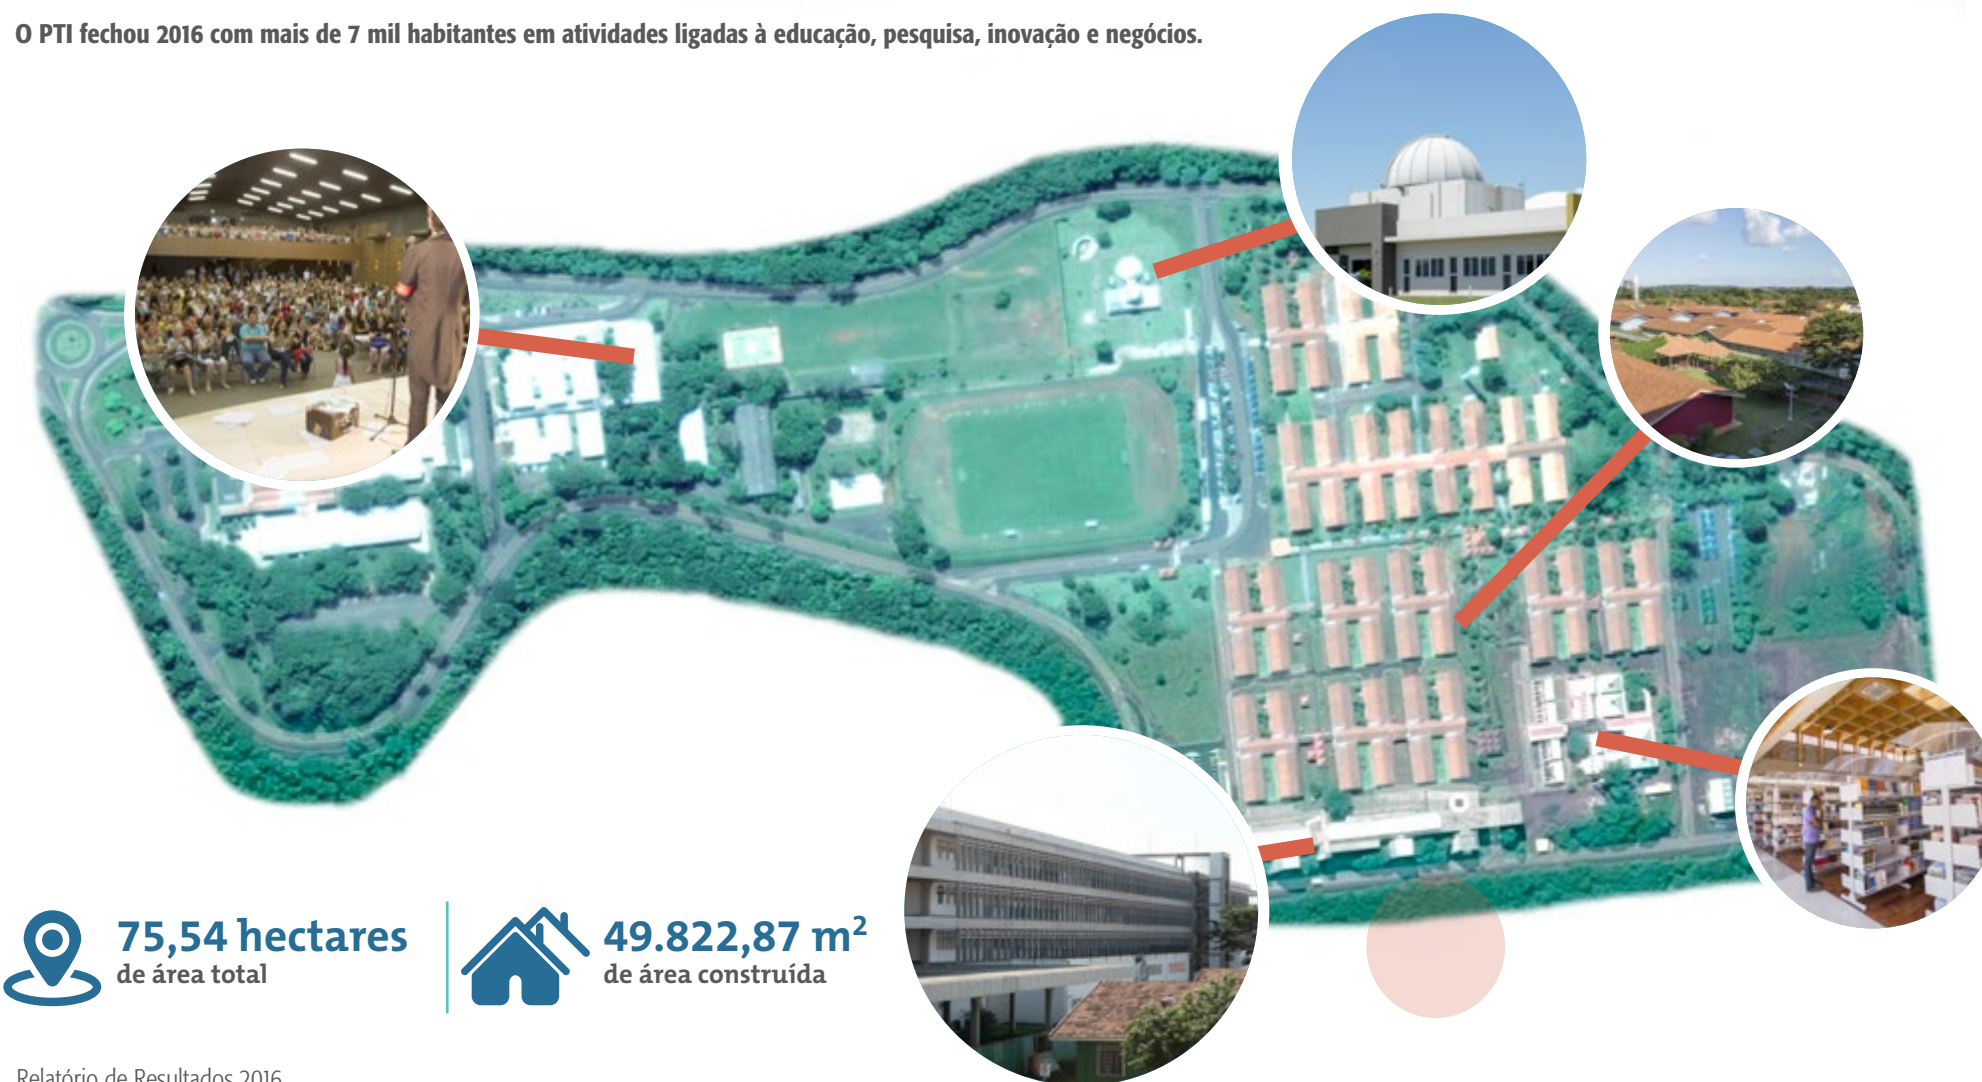 O PTI fechou 2016 com mais de 7 mil habitantes em atividades ligadas à educação, pesquisa, inovação e negócios.
75,54 hectares
de área total
49.822,87 m²
de área construída
Relatório de Resultados 2016